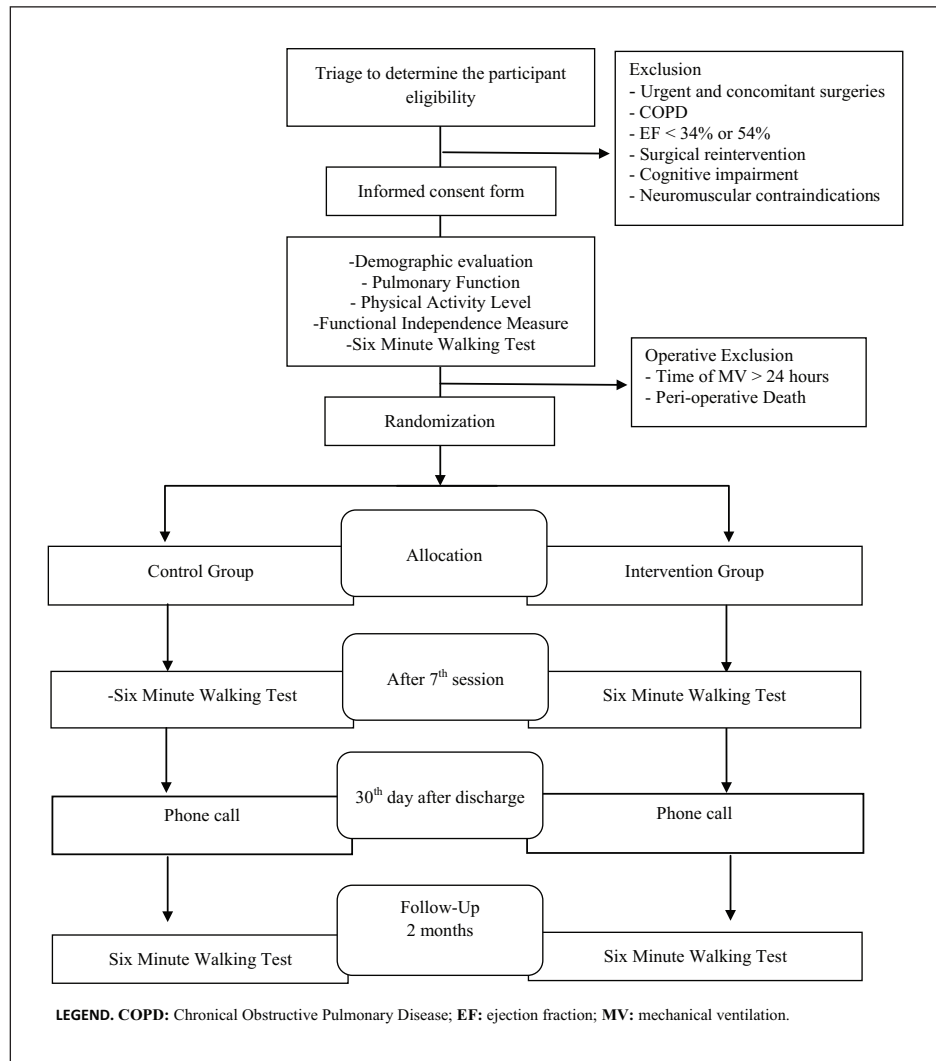 Triage to determine the participant
eligibility
Exclusion
- Urgent and concomitant surgeries
- COPD
- EF < 34% or 54%
- Surgical reintervention
- Cognitive impairment
- Neuromuscular contraindications
Informed consent form
-Demographic evaluation
- Pulmonary Function
- Physical Activity Level
-Functional Independence Measure
-Six Minute Walking Test
Operative Exclusion
- Time of MV > 24 hours
- Peri-operative Death
Randomization
Allocation
Control Group
Intervention Group
After 7th session
-Six Minute Walking Test
Six Minute Walking Test
30th day after discharge
Phone call
Phone call
Follow-Up
2 months
Six Minute Walking Test
Six Minute Walking Test
LEGEND. COPD: Chronical Obstructive Pulmonary Disease; EF: ejection fraction; MV: mechanical ventilation.